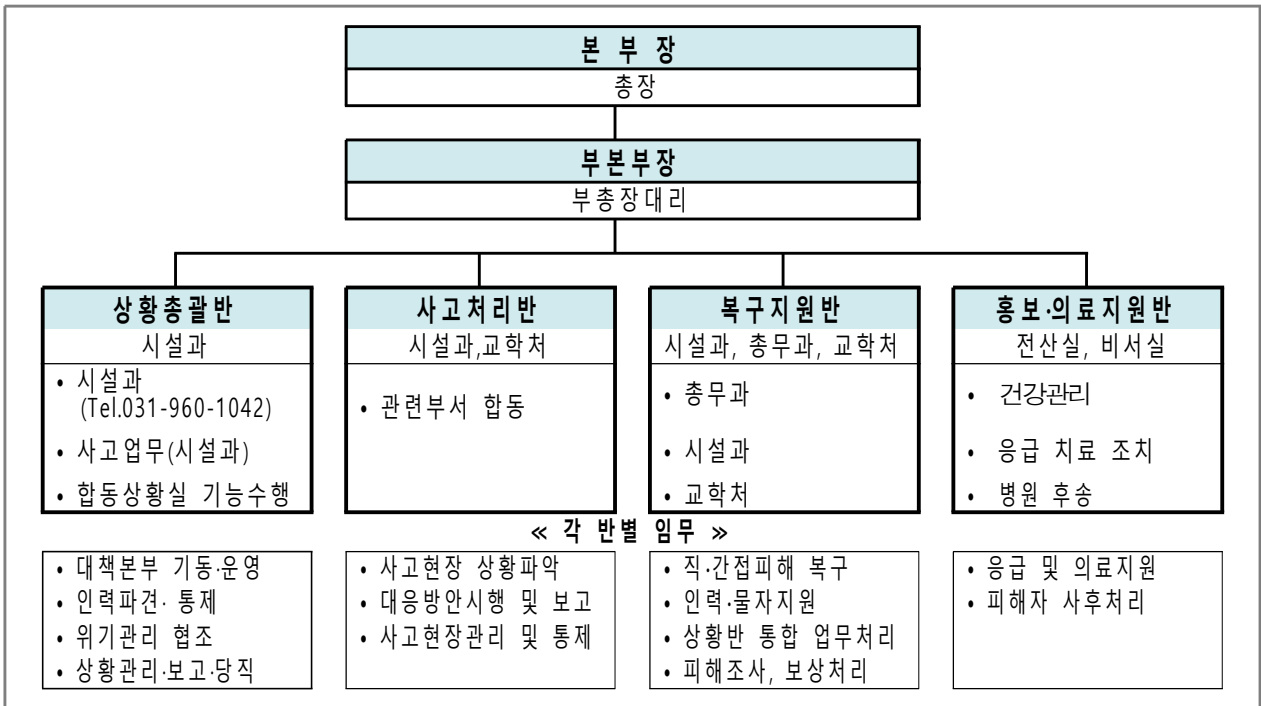 본 부 장
총장
부본부장
부총장대리
상황총괄반
시설과
• 시설과
(Tel.031-960-1042)
• 사고업무(시설과)
• 합동상황실 기능수행
사고처리반
시설과,교학처
• 관련부서 합동
복구지원반
시설과, 총무과, 교학처
• 총무과
• 시설과
• 교학처
홍보·의료지원반
전산실, 비서실
• 건강관리
• 응급 치료 조치
• 병원 후송
≪ 각 반별 임무 ≫
• 대책본부 기동·운영
• 인력파견· 통제
• 위기관리 협조
• 상황관리·보고·당직
• 사고현장 상황파악
• 대응방안시행 및 보고
• 사고현장관리 및 통제
• 직·간접피해 복구
• 인력·물자지원
• 상황반 통합 업무처리
• 피해조사, 보상처리
• 응급 및 의료지원
• 피해자 사후처리